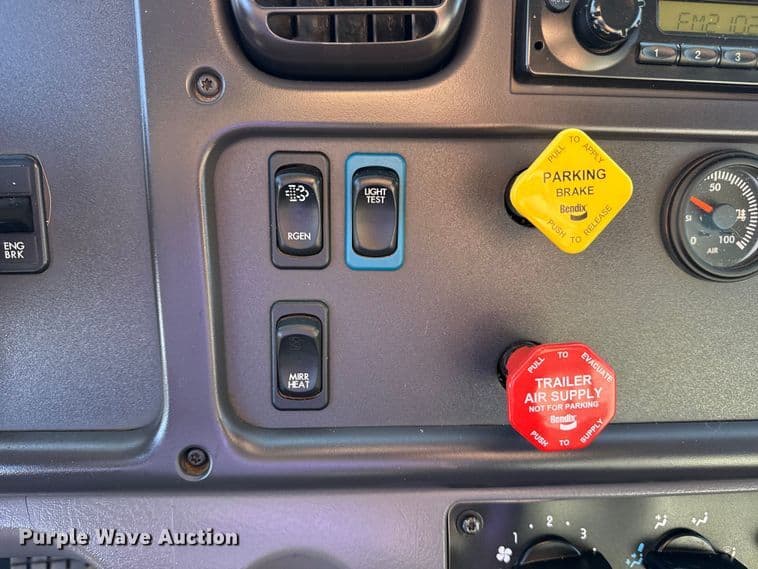 FM2 102
1 2 3
RGEN
LIGHT
TEST
PULL TO APPLY
PARKING
BRAKE
Bendix
PUSH TO RELEASE
50
0 100
AIR
ENG
BRK
MIRR
HEAT
PULL TO EVACUATE
TRAILER
AIR SUPPLY
NOT FOR PARKING
Bendix
PUSH TO SUPPLY
Purple Wave Auction
1 2 3